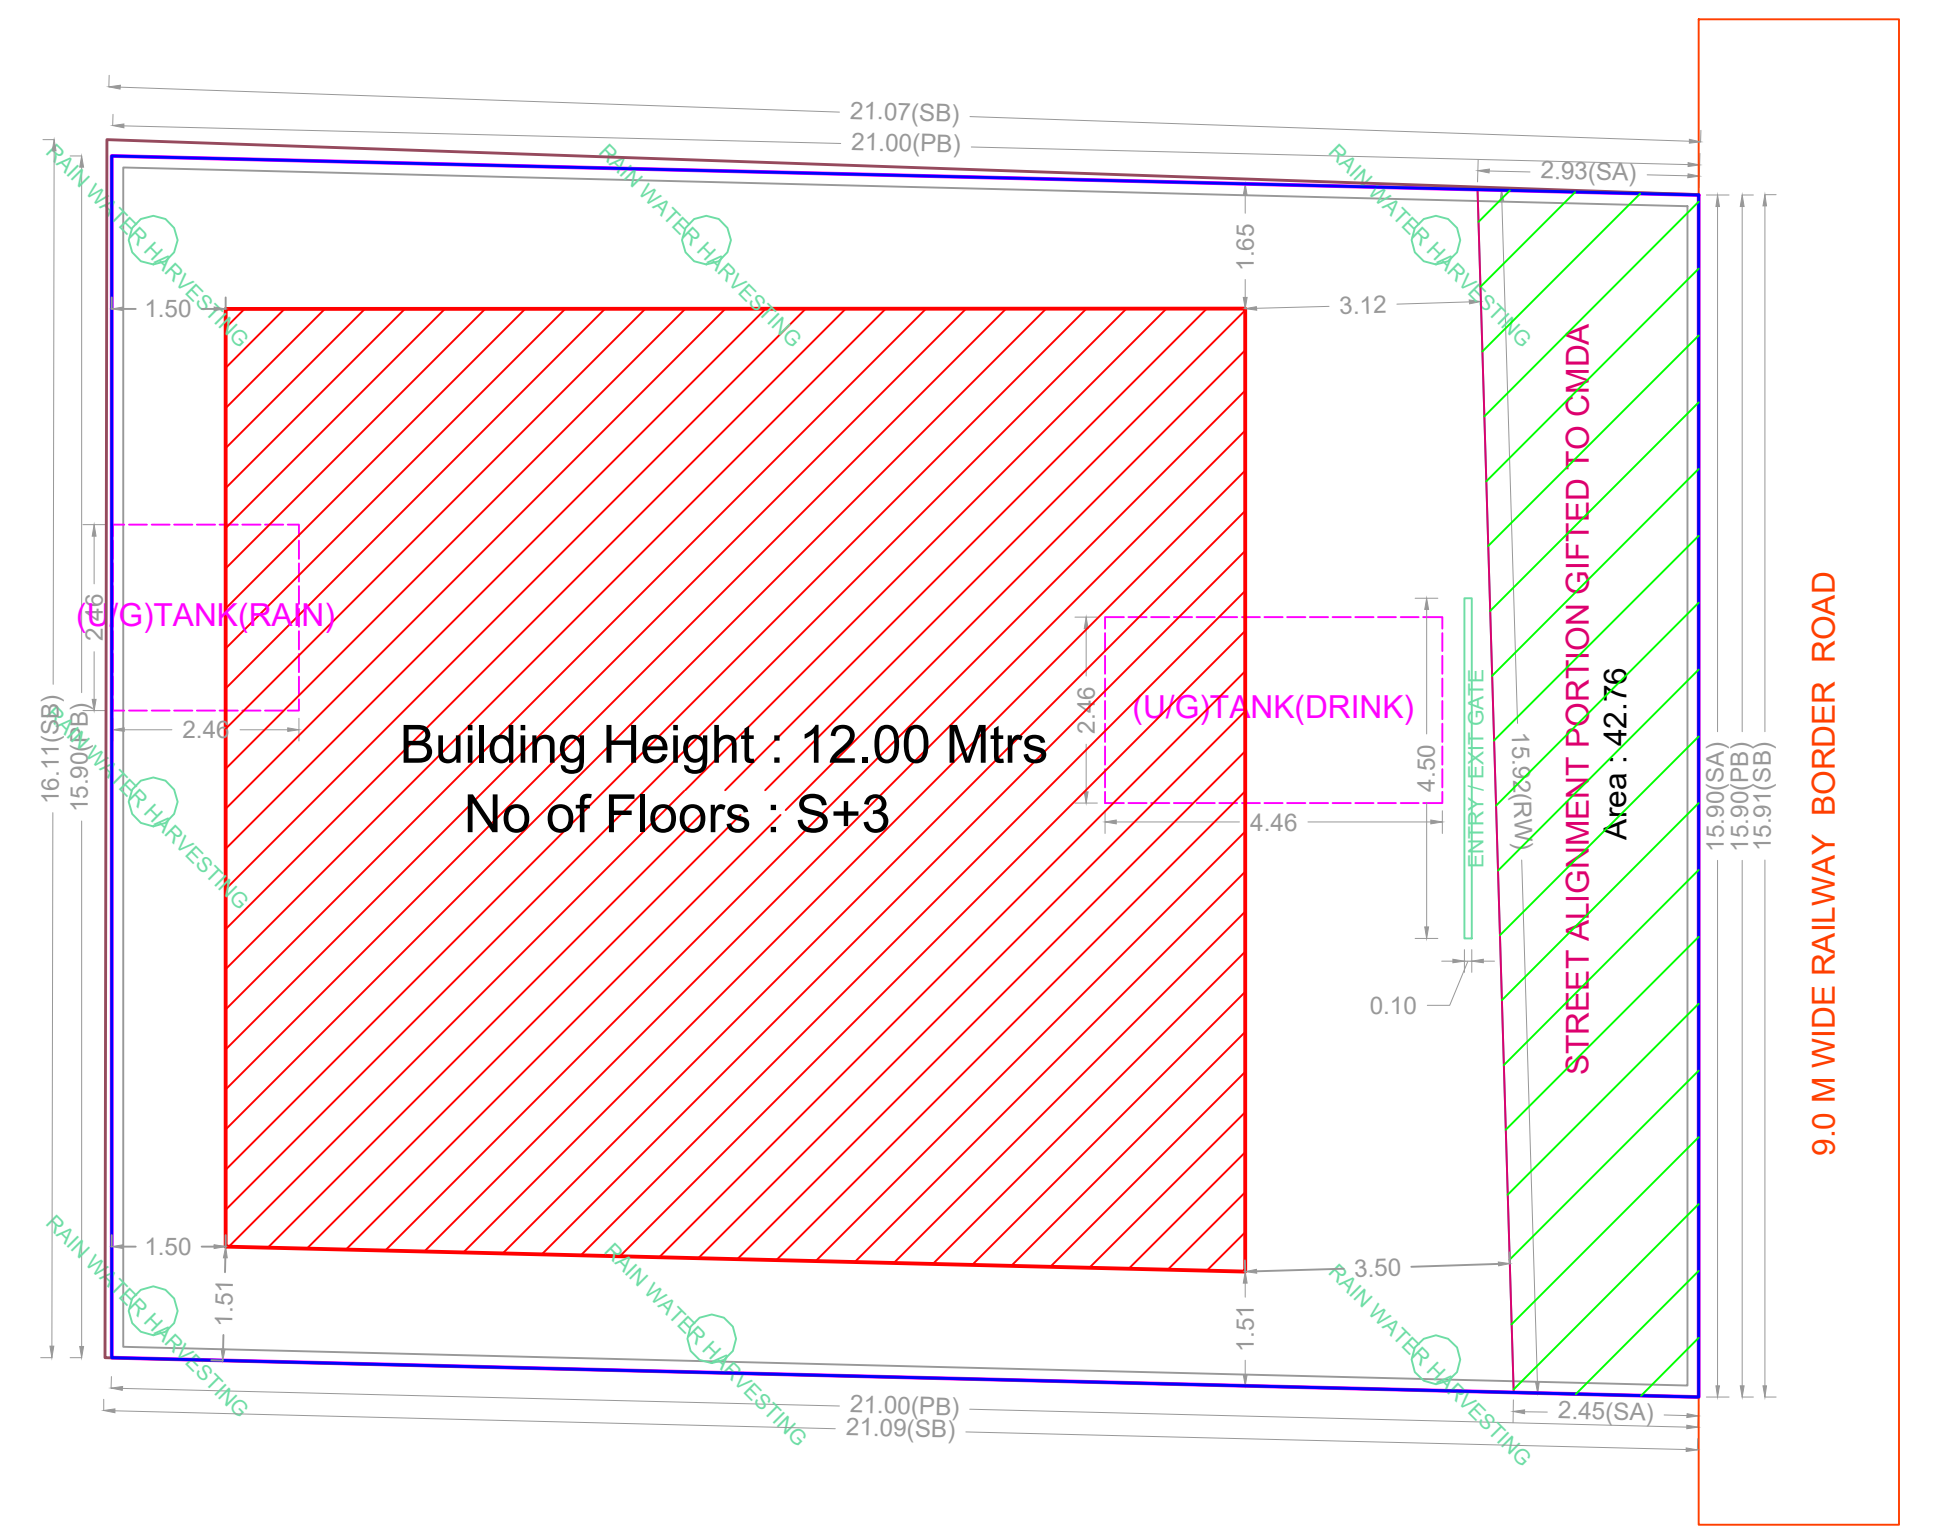 21.07(SB)
21.00(PB)
2.93(SA)
RAIN WATER HARVESTING
RAIN WATER HARVESTING
RAIN WATER HARVESTING
1.65
1.50
3.12
STREET ALIGNMENT PORTION GIFTED TO CMDA
Area : 42.76
9.0 M WIDE RAILWAY BORDER ROAD
2.46
(U/G)TANK(RAIN)
2.46
16.11(SB)
15.90(PB)
RAIN WATER HARVESTING
Building Height : 12.00 Mtrs
No of Floors : S+3
2.46
(U/G)TANK(DRINK)
4.46
4.50
ENTRY / EXIT GATE
15.92(RW)
15.90(SA)
15.90(PB)
15.91(SB)
0.10
1.50
1.51
3.50
1.51
RAIN WATER HARVESTING
RAIN WATER HARVESTING
RAIN WATER HARVESTING
21.00(PB)
21.09(SB)
2.45(SA)